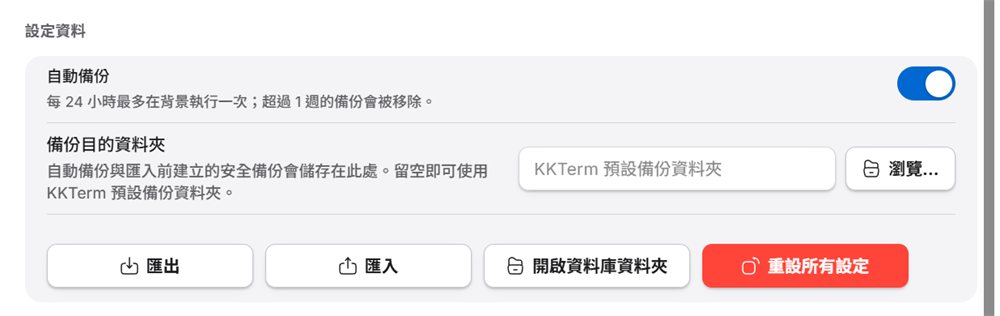 設定資料
自動備份
每 24 小時最多在背景執行一次；超過 1 週的備份會被移除。
備份目的資料夾
自動備份與匯入前建立的安全備份會儲存在此處。留空即可使用
KKTerm 預設備份資料夾。
KKTerm 預設備份資料夾
瀏覽...
匯出
匯入
開啟資料庫資料夾
重設所有設定